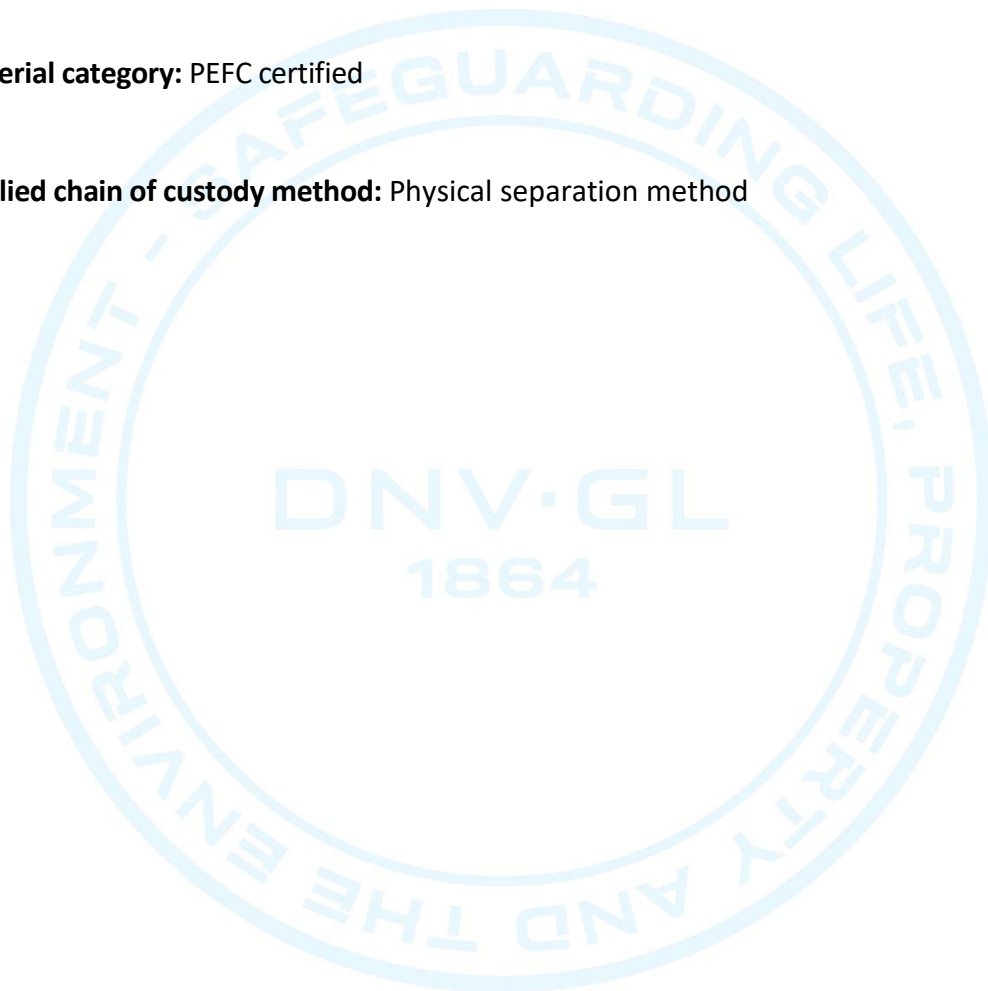 erial category: PEFC certified
lied chain of custody method: Physical separation method
SAFEGUARDING LIFE, PROPERTY AND THE ENVIRONMENT -
DNV·GL
1864